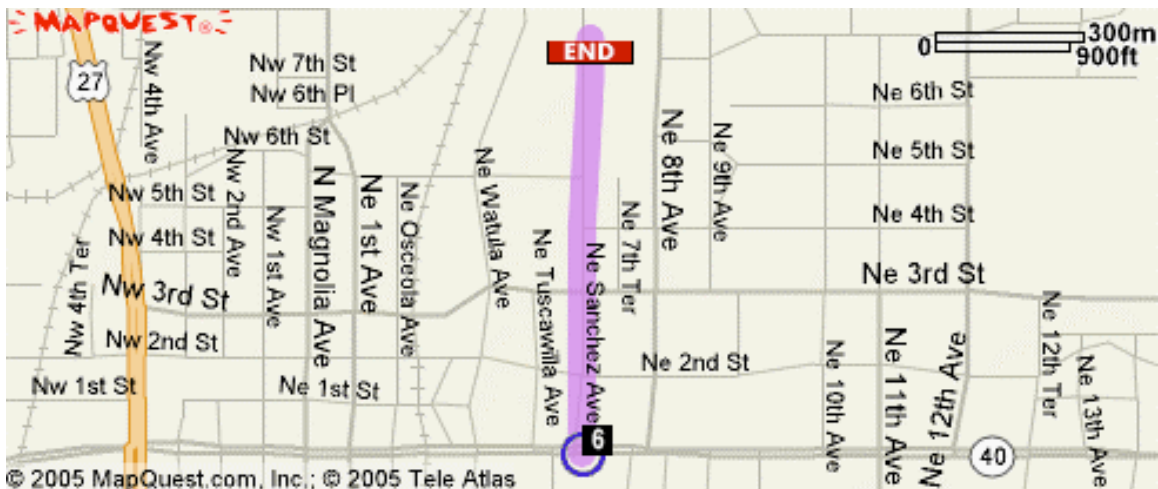 MAPQUEST®
END
0 300m
900ft
27
Nw 4th Ave
Nw 7th St
Nw 6th Pl
Nw 6th St
Ne 6th St
Ne 5th St
Ne 4th St
Ne 3rd St
Nw 5th St
Nw 4th St
Nw 3rd St
Nw 2nd St
Nw 1st St
Ne 1st St
Ne 2nd St
Nw 4th Ter
Nw 2nd Ave
Nw 1st Ave
N Magnolia Ave
Ne 1st Ave
Ne Osceola Ave
Ne Watula Ave
Ne Tuscawilla Ave
Ne Sanchez Ave
Ne 7th Ter
Ne 8th Ave
Ne 9th Ave
Ne 10th Ave
Ne 11th Ave
Ne 12th Ave
Ne 12th Ter
Ne 13th Ave
6
40
© 2005 MapQuest.com, Inc.; © 2005 Tele Atlas